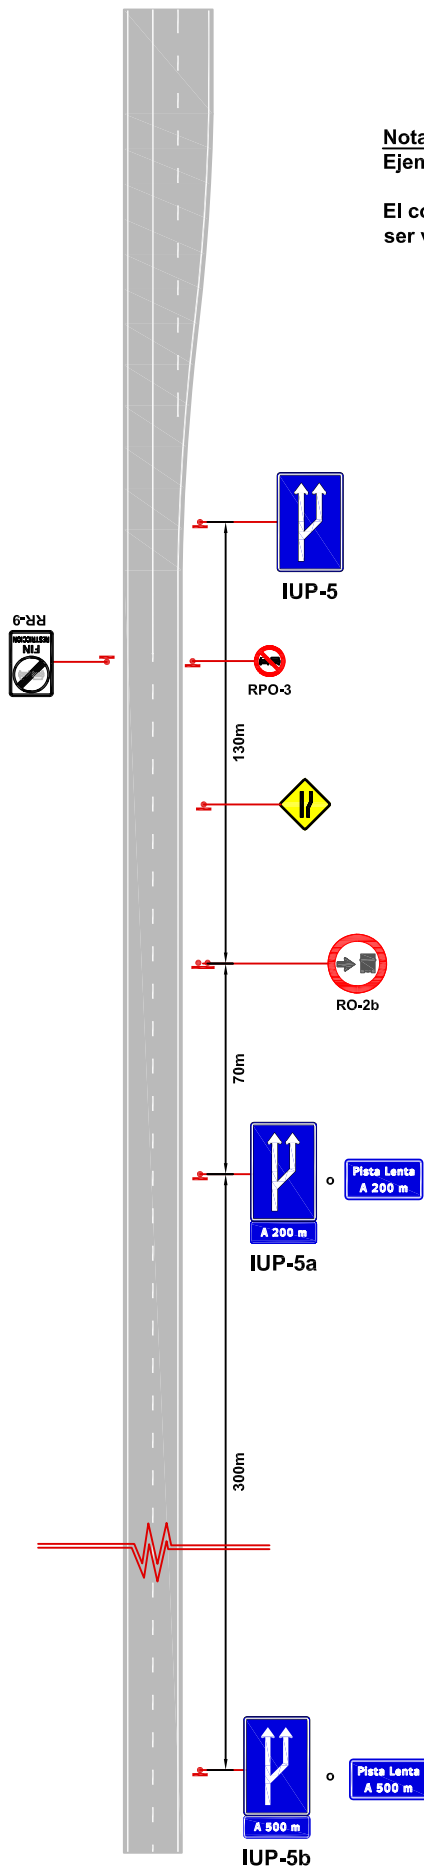 Nota
Ejem
El co
ser v
IUP-5
RR-9
FIN
RESTRICCION
RPO-3
130m
RO-2b
70m
Pista Lenta
A 200 m
o
A 200 m
IUP-5a
300m
Pista Lenta
A 500 m
o
A 500 m
IUP-5b